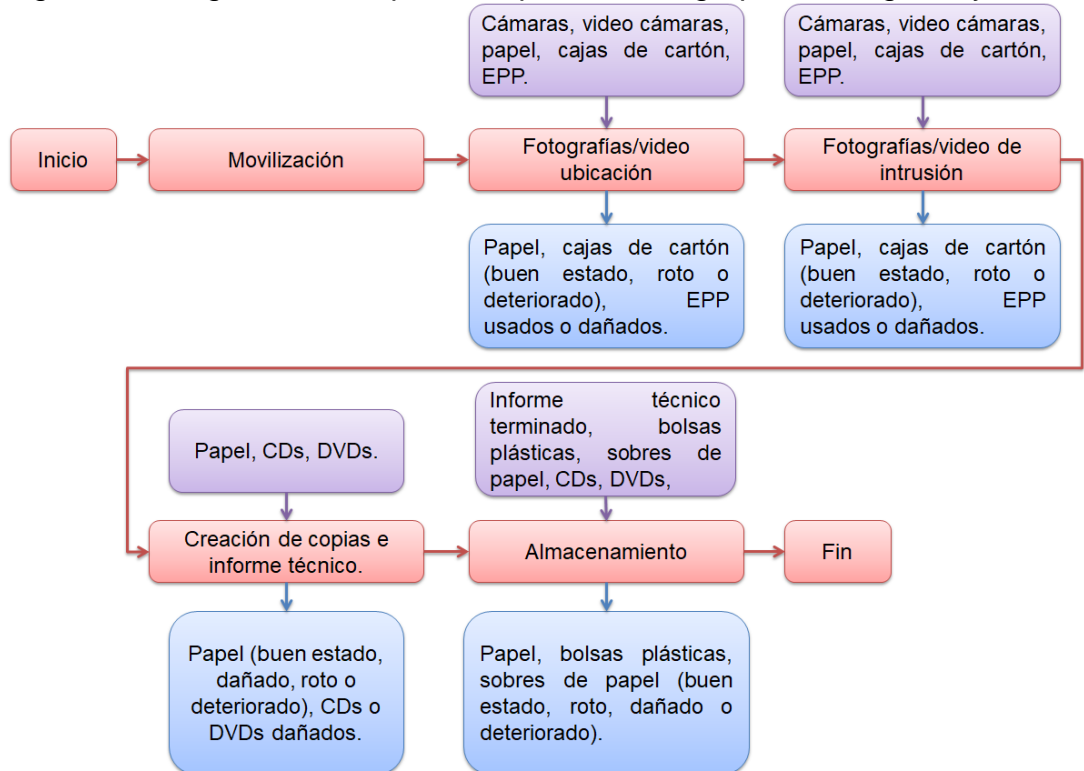 Cámaras, video cámaras,
papel, cajas de cartón,
EPP.
Cámaras, video cámaras,
papel, cajas de cartón,
EPP.
Inicio
Movilización
Fotografías/video
ubicación
Fotografías/video de
intrusión
Papel, cajas de cartón
(buen estado, roto o
deteriorado), EPP
usados o dañados.
Papel, cajas de cartón
(buen estado, roto o
deteriorado), EPP
usados o dañados.
Papel, CDs, DVDs.
Informe técnico
terminado, bolsas
plásticas, sobres de
papel, CDs, DVDs,
Creación de copias e
informe técnico.
Almacenamiento
Fin
Papel (buen estado,
dañado, roto o
deteriorado), CDs o
DVDs dañados.
Papel, bolsas plásticas,
sobres de papel (buen
estado, roto, dañado o
deteriorado).